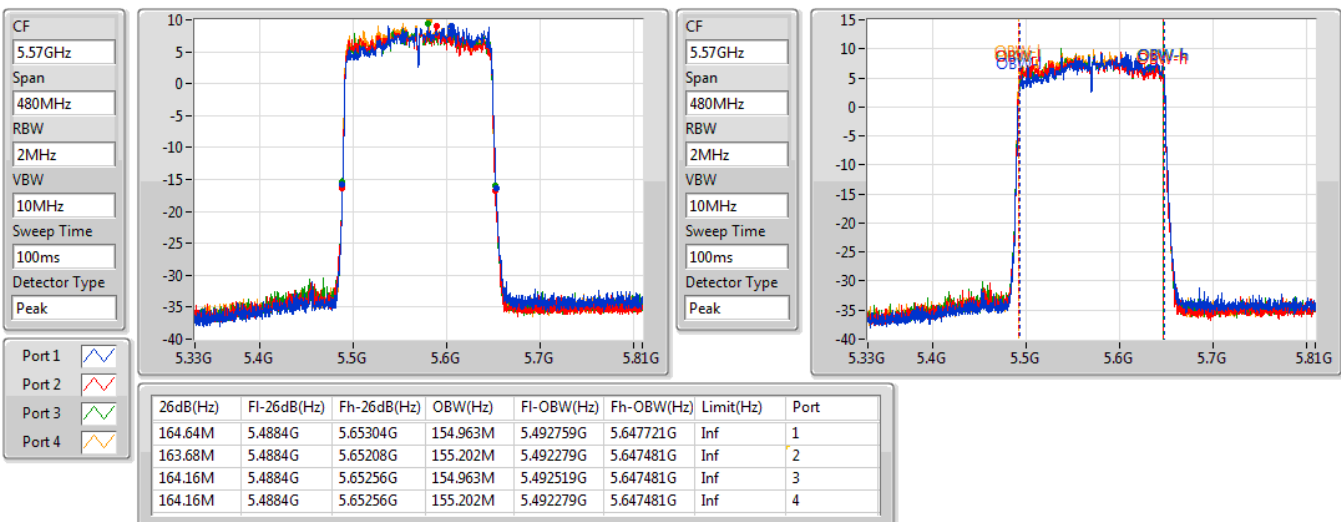 CF
5.57GHz
Span
480MHz
RBW
2MHz
VBW
10MHz
Sweep Time
100ms
Detector Type
Peak
10
5
0
-5
-10
-15
-20
-25
-30
-35
-40
5.33G 5.4G 5.5G 5.6G 5.7G 5.81G
CF
5.57GHz
Span
480MHz
RBW
2MHz
VBW
10MHz
Sweep Time
100ms
Detector Type
Peak
15
10
5
0
-5
-10
-15
-20
-25
-30
-35
-40
OBW-h
5.33G 5.4G 5.5G 5.6G 5.7G 5.81G
Port 1
Port 2
Port 3
Port 4
26dB(Hz) Fl-26dB(Hz) Fh-26dB(Hz) OBW(Hz) Fl-OBW(Hz) Fh-OBW(Hz) Limit(Hz) Port
164.64M 5.4884G 5.65304G 154.963M 5.492759G 5.647721G Inf 1
163.68M 5.4884G 5.65208G 155.202M 5.492279G 5.647481G Inf 2
164.16M 5.4884G 5.65256G 154.963M 5.492519G 5.647481G Inf 3
164.16M 5.4884G 5.65256G 155.202M 5.492279G 5.647481G Inf 4